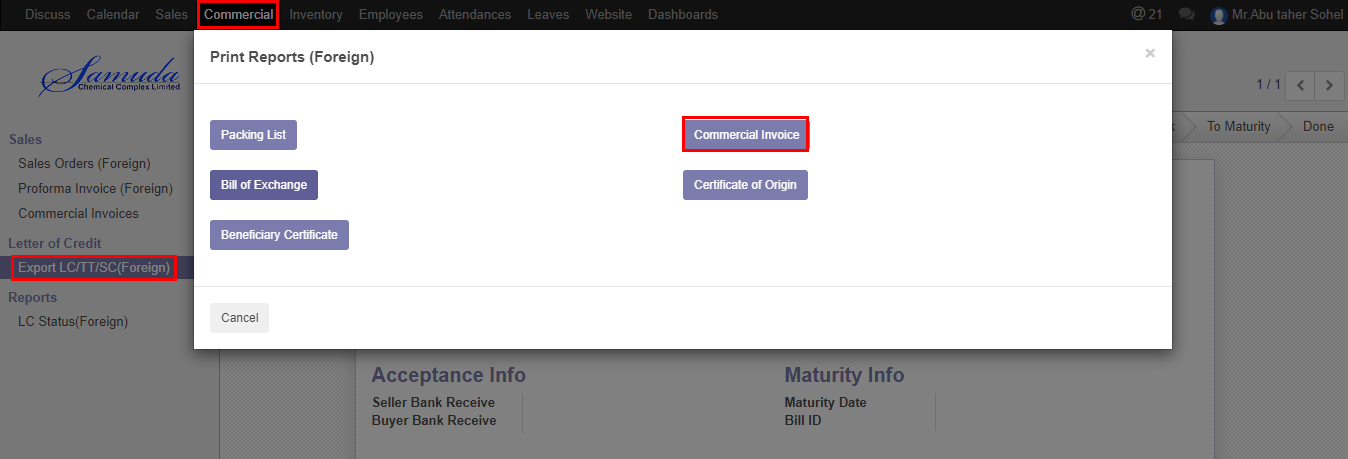 Discuss Calendar Sales Commercial Inventory Employees Attendances Leaves Website Dashboards @ 21 Mr.Abu taher Sohel
Samuda
Chemical Complex Limited
Print Reports (Foreign) ×
1 / 1
To Maturity Done
Packing List Commercial Invoice
Bill of Exchange Certificate of Origin
Beneficiary Certificate
Cancel
Sales
Sales Orders (Foreign)
Proforma Invoice (Foreign)
Commercial Invoices
Letter of Credit
Export LC/TT/SC(Foreign)
Reports
LC Status(Foreign)
Acceptance Info Maturity Info
Seller Bank Receive Maturity Date
Buyer Bank Receive Bill ID